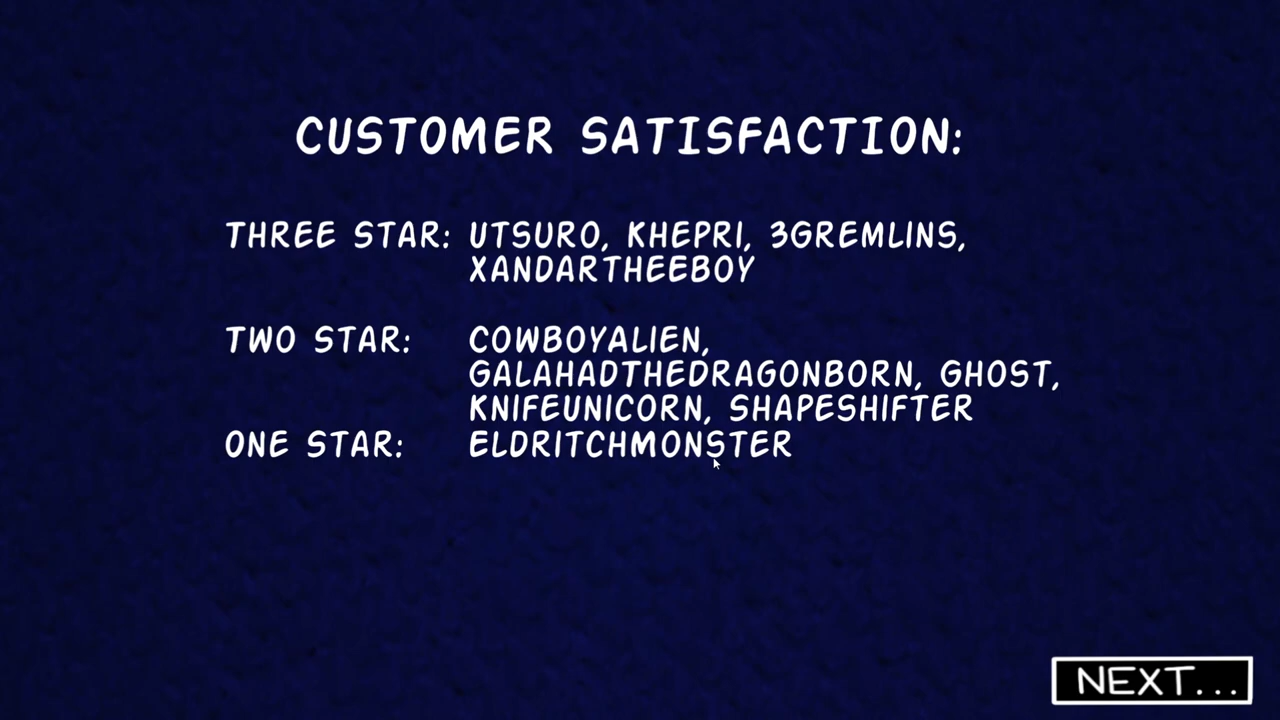 CUSTOMER SATISFACTION:
THREE STAR: UTSURO, KHEPRI, 3GREMLINS,
XANDARTHEEBOY
TWO STAR: COWBOYALIEN,
GALAHADTHEDRAGONBORN, GHOST,
KNIFEUNICORN, SHAPESHIFTER
ONE STAR: ELDRITCHMONSTER
NEXT...